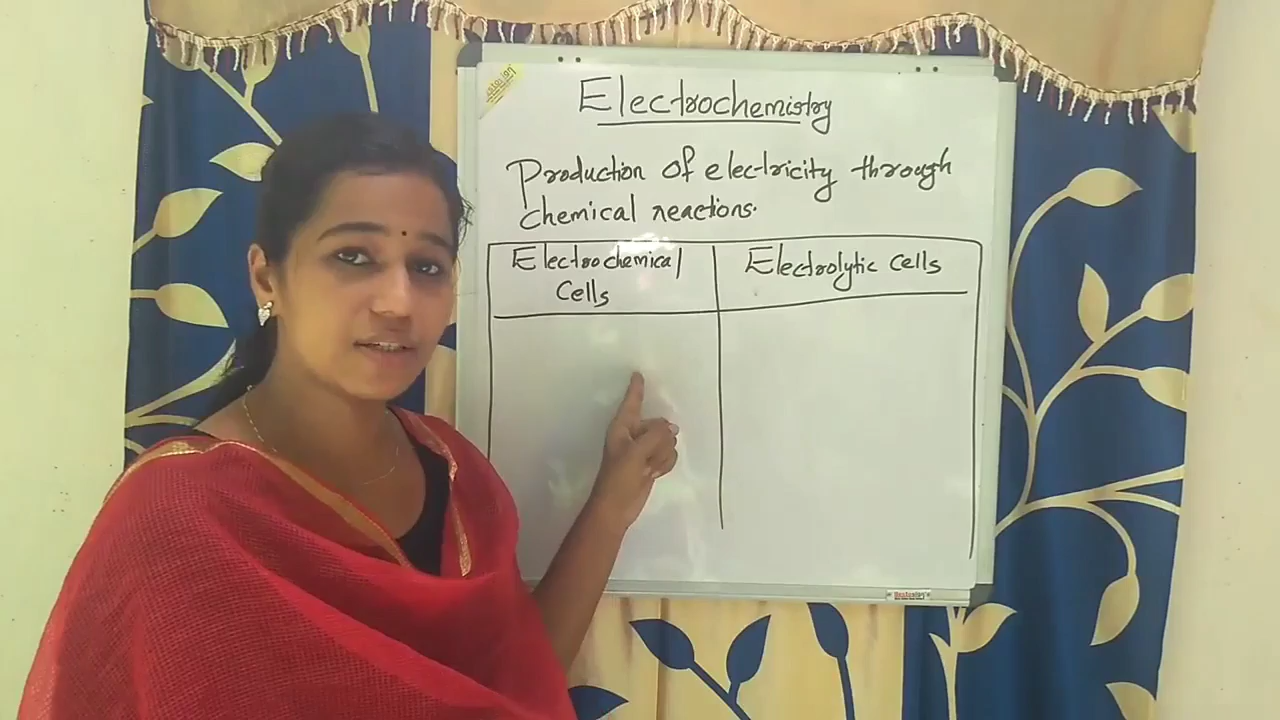 Electrochemistry
Production of electricity through
chemical reactions.
Electrochemical
Cells
Electrolytic cells